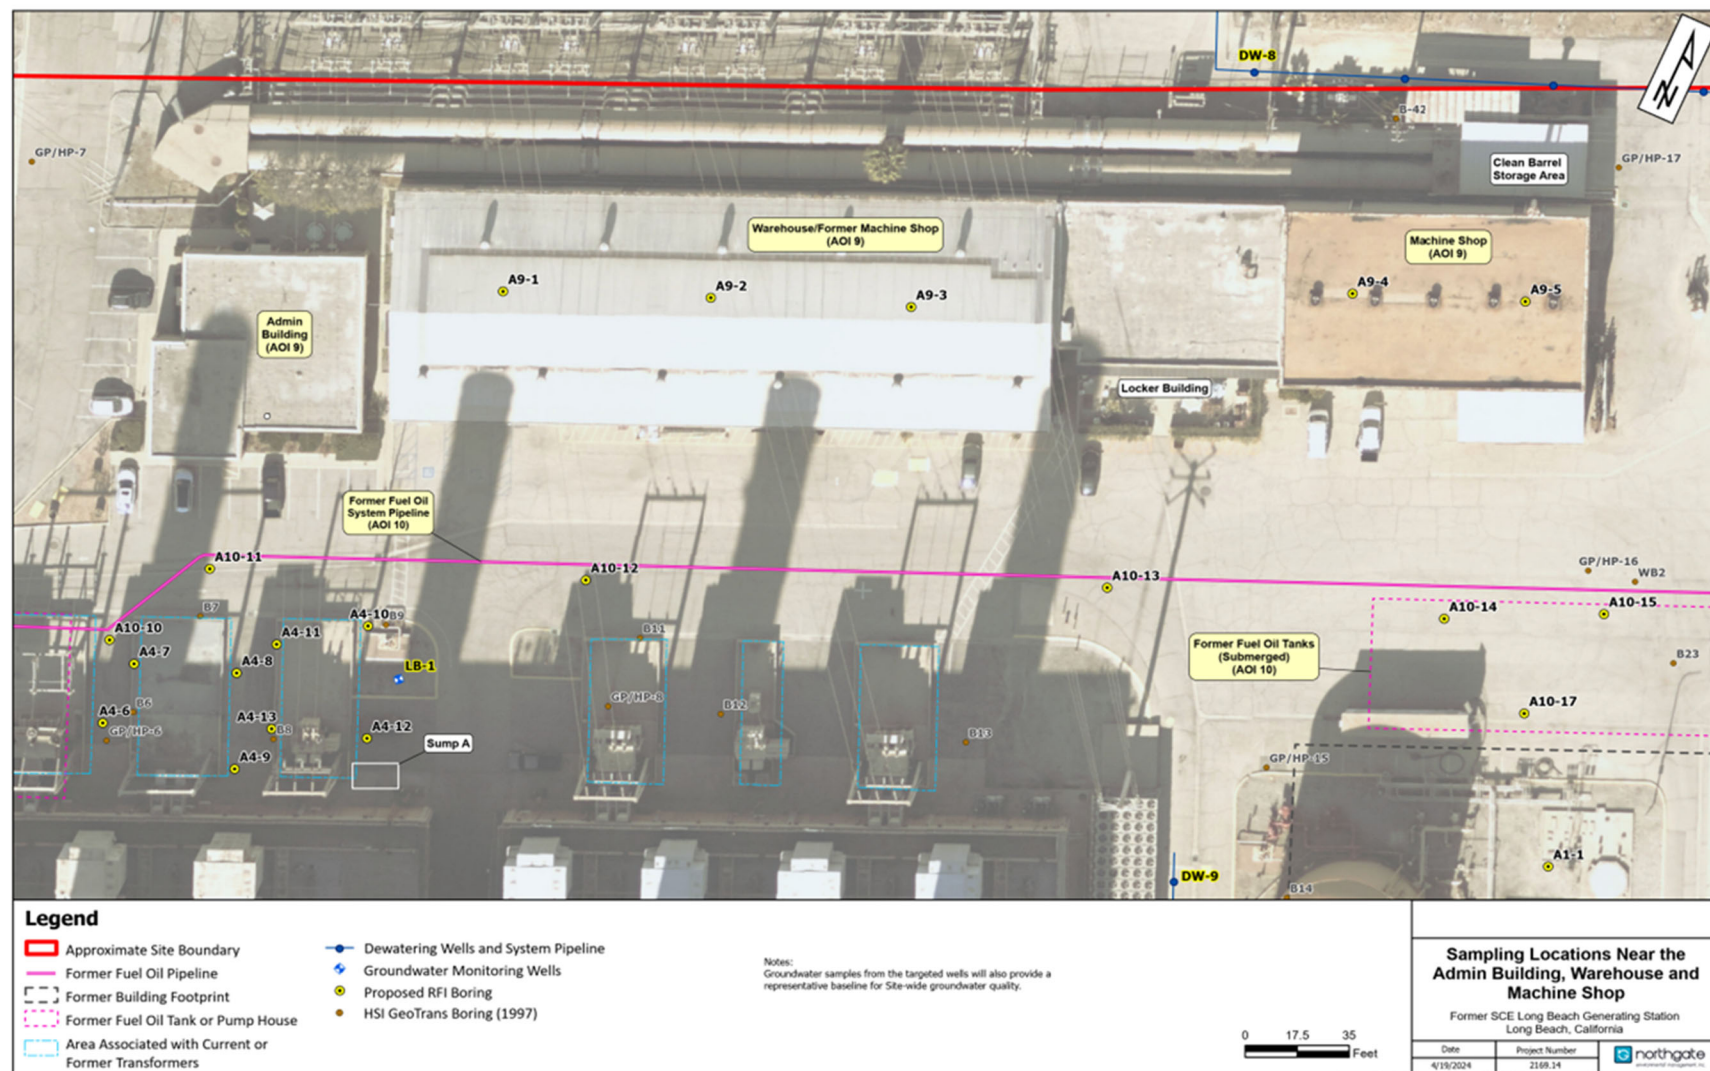 DW-8
N
B-42
GP/HP-7
GP/HP-17
Clean Barrel
Storage Area
Warehouse/Former Machine Shop
(AOI 9)
Machine Shop
(AOI 9)
A9-1
A9-2
A9-3
A9-4
A9-5
Admin
Building
(AOI 9)
Locker Building
Former Fuel Oil
System Pipeline
(AOI 10)
A10-11
A10-12
A10-13
GP/HP-16
WB2
A10-14
A10-15
B7
A4-10
B9
A10-10
A4-11
B11
A4-7
A4-8
LB-1
Former Fuel Oil Tanks
(Submerged)
(AOI 10)
B23
GP/HP-8
B12
A10-17
A4-6
B6
A4-13
GP/HP-6
B8
A4-12
Sump A
B13
A4-9
GP/HP-15
A1-1
DW-9
B14
Legend
Approximate Site Boundary
Former Fuel Oil Pipeline
Former Building Footprint
Former Fuel Oil Tank or Pump House
Area Associated with Current or
Former Transformers
Dewatering Wells and System Pipeline
Groundwater Monitoring Wells
Proposed RFI Boring
HSI GeoTrans Boring (1997)
Notes:
Groundwater samples from the targeted wells will also provide a
representative baseline for Site-wide groundwater quality.
0 17.5 35
Feet
Sampling Locations Near the
Admin Building, Warehouse and
Machine Shop
Former SCE Long Beach Generating Station
Long Beach, California
Date
4/19/2024
Project Number
2169.14
northgate
environmental management, inc.